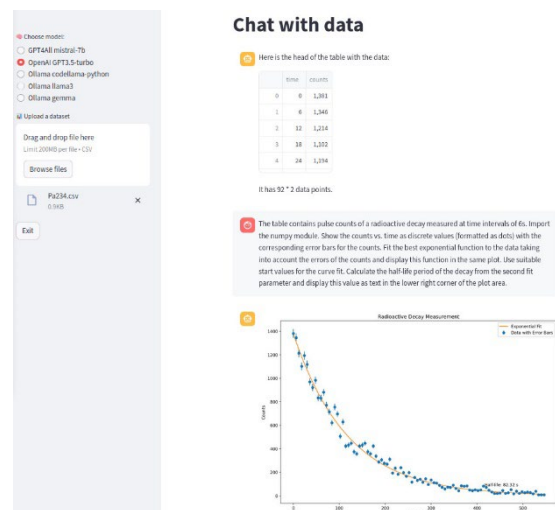 Choose model:
GPT4All mistral-7b
OpenAI GPT3.5-turbo
Ollama codellama-python
Ollama llama3
Ollama gemma
Upload a dataset
Drag and drop file here
Limit 200MB per file • CSV
Browse files
Pa234.csv
0.9KB
Exit
Chat with data
Here is the head of the table with the data:
time counts
0 0
1 6 1,346
2 12 1,214
3 18 1,102
4 24 1,194
It has 92 * 2 data points.
The table contains pulse counts of a radioactive decay measured at time intervals of 6s. Import
the numpy module. Show the counts vs. time as discrete values (formatted as dots) with the
corresponding error bars for the counts. Fit the best exponential function to the data taking
into account the errors of the counts and display this function in the same plot. Use suitable
start values for the curve fit. Calculate the half-life period of the decay from the second fit
parameter and display this value as text in the lower right corner of the plot area.
Radioactive Decay Measurement
Exponential Fit
Data with Error Bars
Counts
1400
1200
1000
800
600
400
200
0
0 100 200 300 400 500